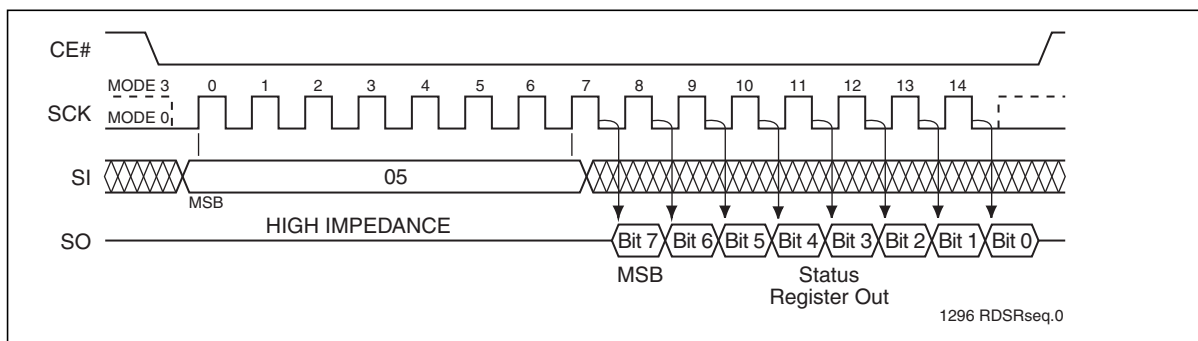 CE#
MODE 3 0 1 2 3 4 5 6 7 8 9 10 11 12 13 14
SCK MODE 0
SI 05
MSB
HIGH IMPEDANCE
SO Bit 7 Bit 6 Bit 5 Bit 4 Bit 3 Bit 2 Bit 1 Bit 0
MSB Status
Register Out
1296 RDSRseq.0